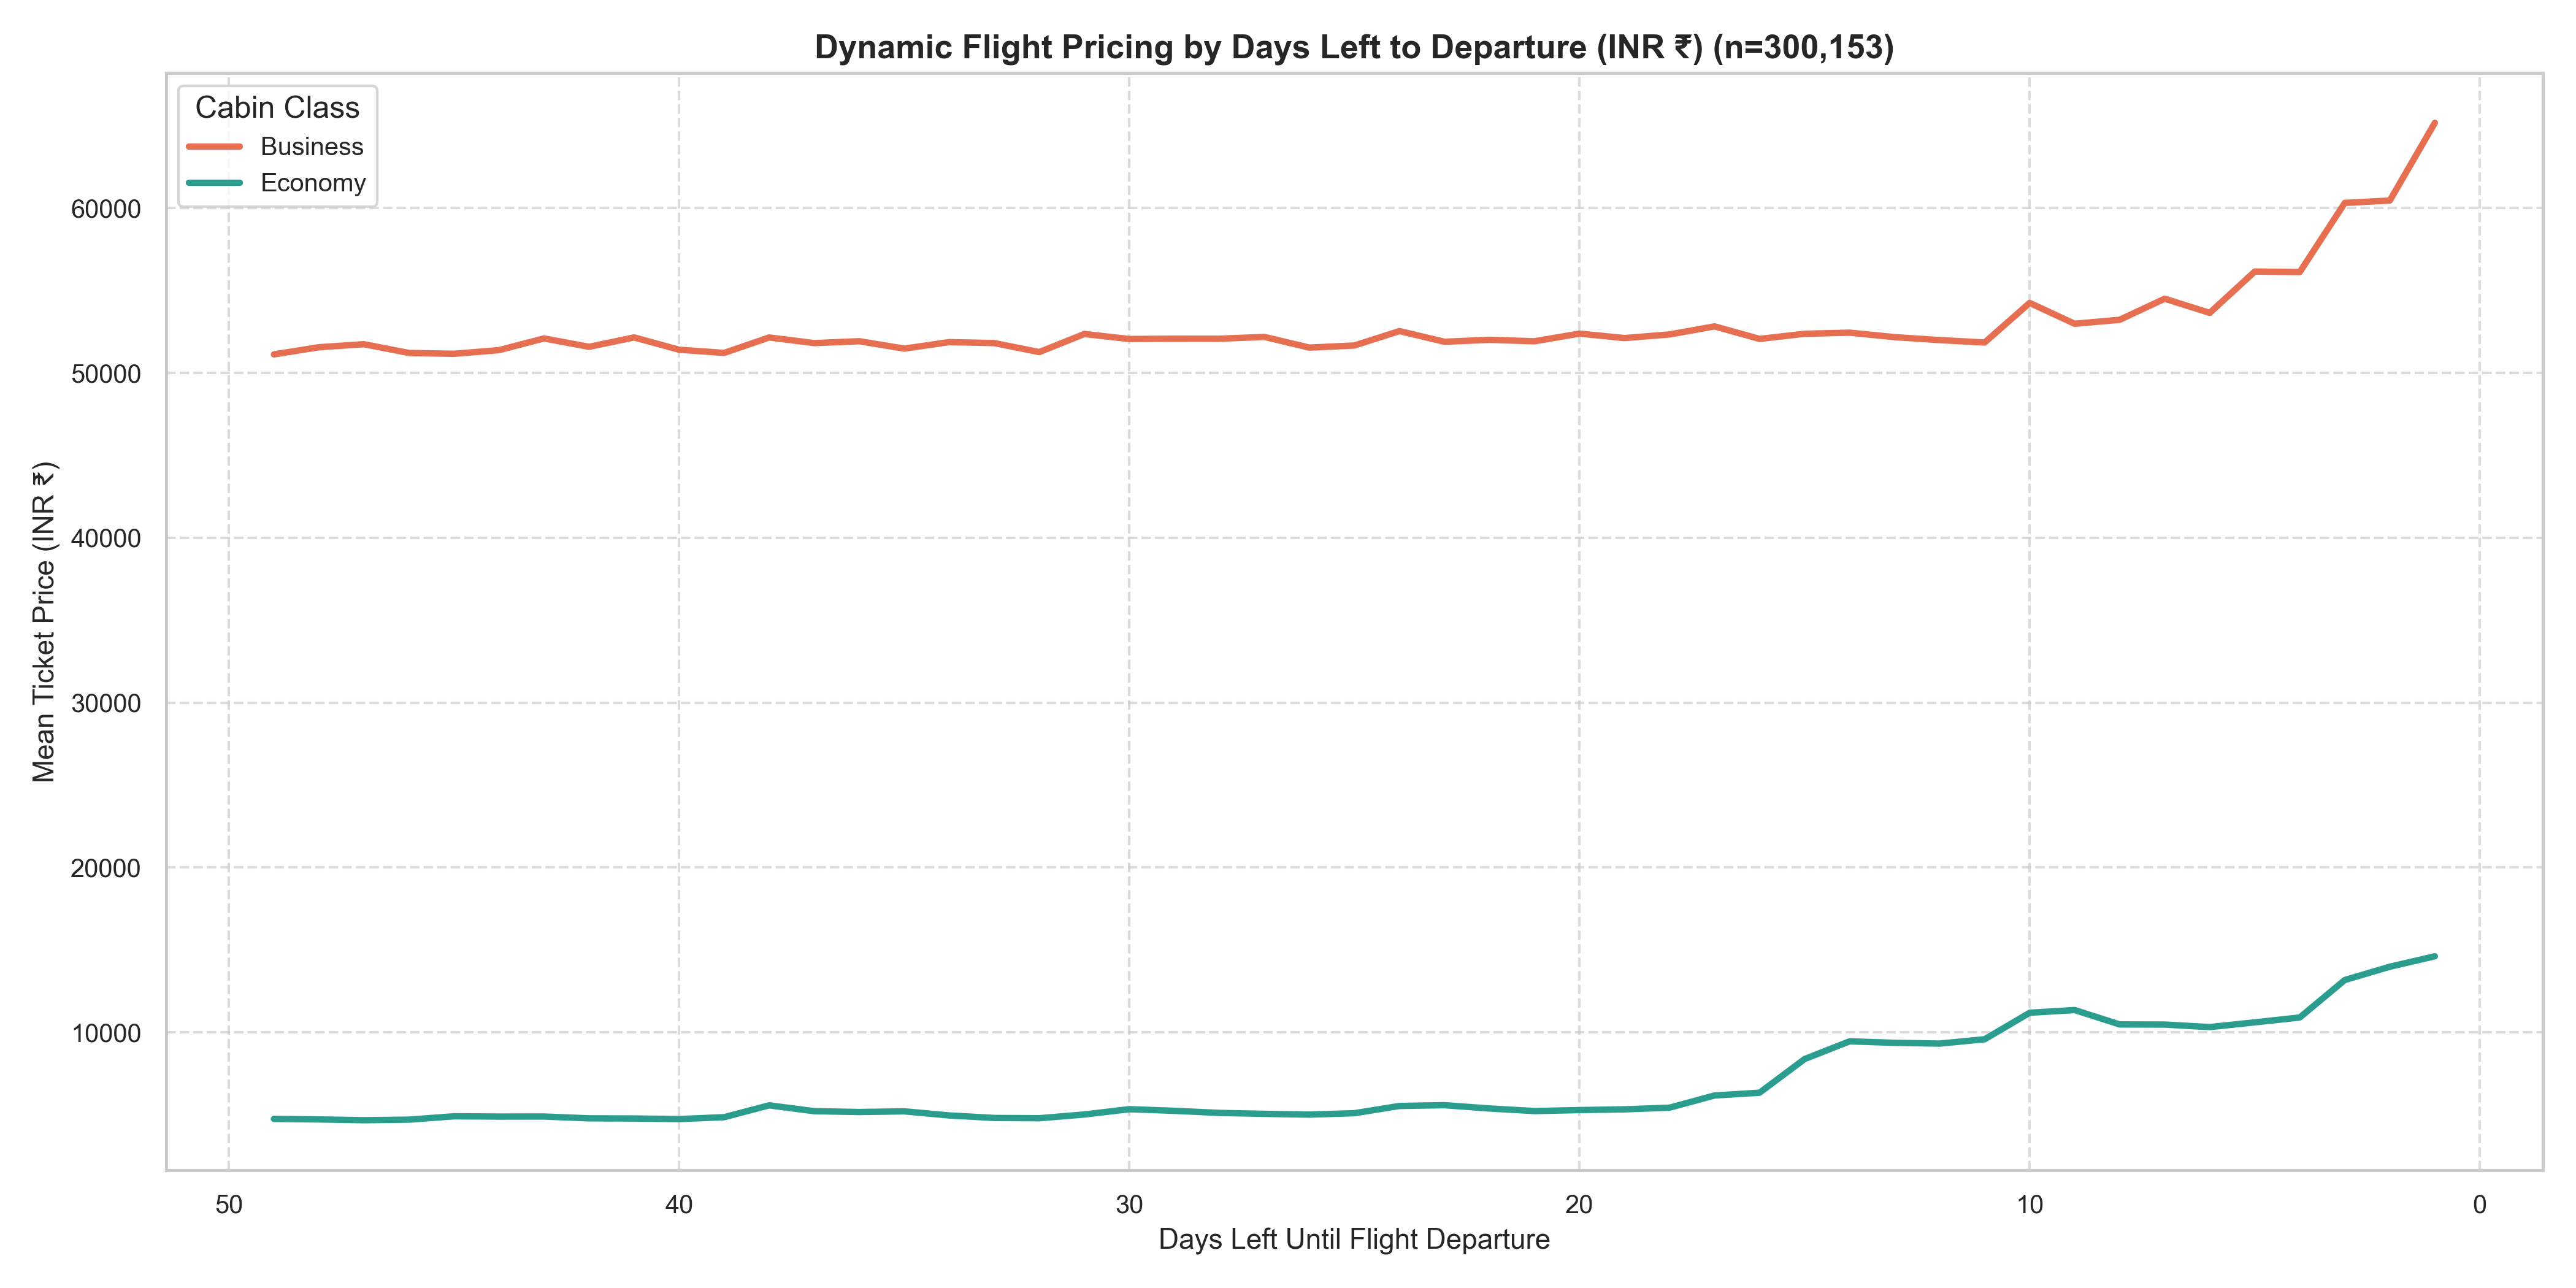 Dynamic Flight Pricing by Days Left to Departure (INR ₹) (n=300,153)
Cabin Class
Business
Economy
Mean Ticket Price (INR ₹)
60000
50000
40000
30000
20000
10000
50 40 30 20 10 0
Days Left Until Flight Departure